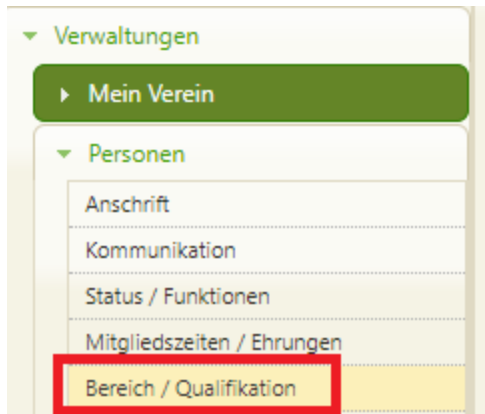 Verwaltungen
Mein Verein
Personen
Anschrift
Kommunikation
Status / Funktionen
Mitgliedszeiten / Ehrungen
Bereich / Qualifikation